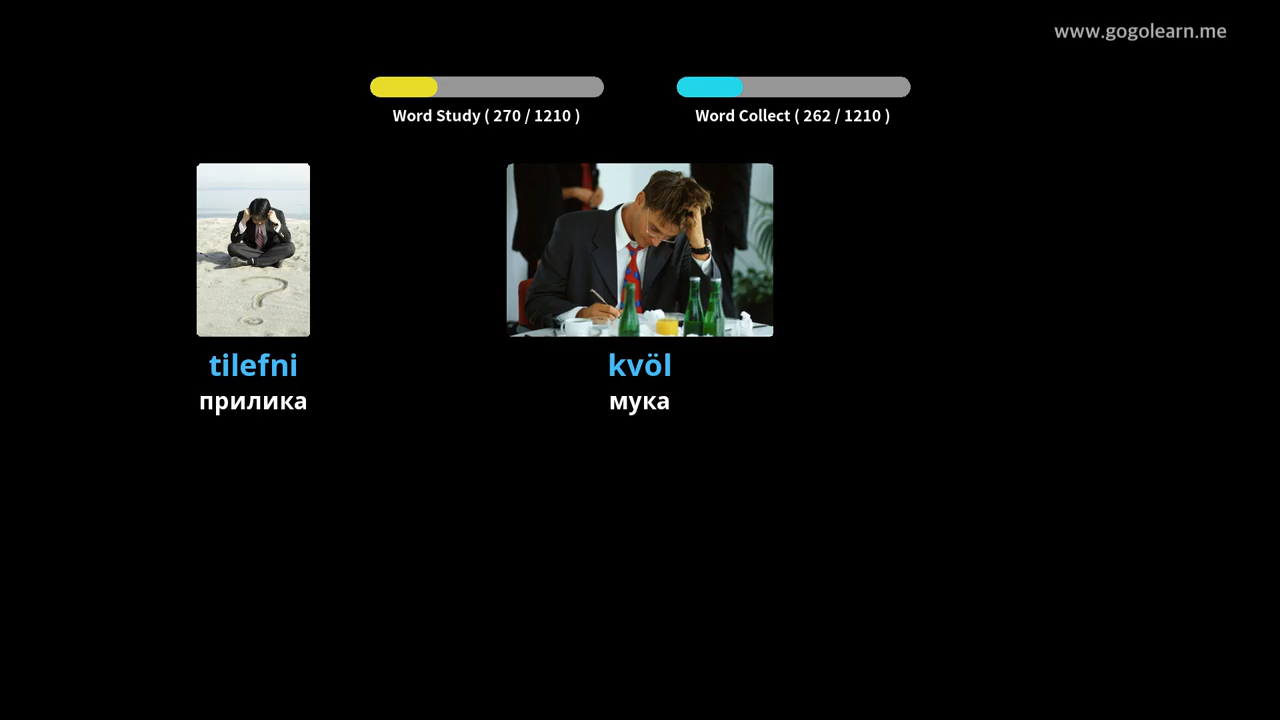 www.gogolearn.me
Word Study ( 270 / 1210 )
Word Collect ( 262 / 1210 )
tilefni
прилика
kvöl
мука